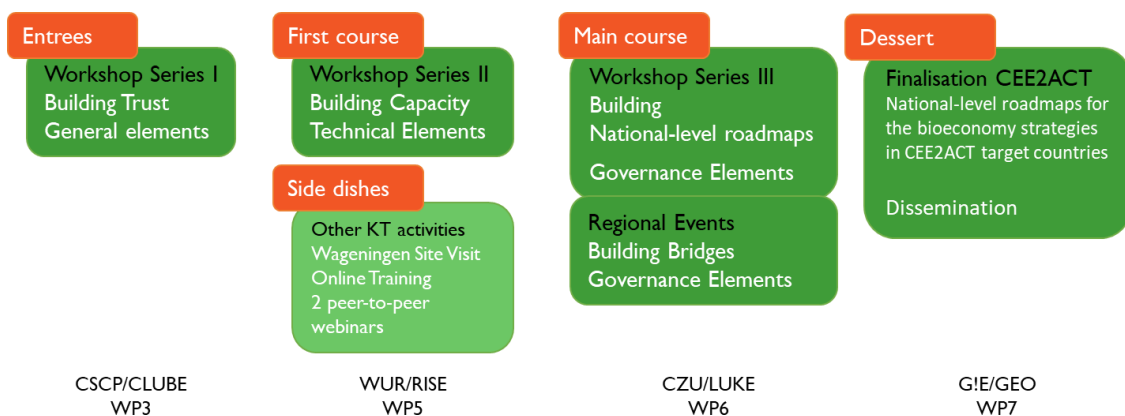 Entrees
Workshop Series I
Building Trust
General elements
First course
Workshop Series II
Building Capacity
Technical Elements
Side dishes
Other KT activities
Wageningen Site Visit
Online Training
2 peer-to-peer
webinars
Main course
Workshop Series III
Building
National-level roadmaps
Governance Elements
Regional Events
Building Bridges
Governance Elements
Dessert
Finalisation CEE2ACT
National-level roadmaps for
the bioeconomy strategies
in CEE2ACT target countries
Dissemination
CSCP/CLUBE
WP3
WUR/RISE
WP5
CZU/LUKE
WP6
G!E/GEO
WP7